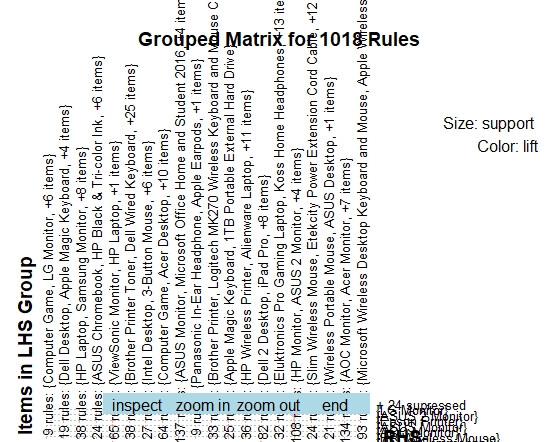 Grouped Matrix for 1018 Rules
Size: support
Color: lift
Items in LHS Group
9 rules: {Computer Game, LG Monitor, +6 items}
19 rules: {Dell Desktop, Apple Magic Keyboard, +4 items}
38 rules: {HP Laptop, Samsung Monitor, +8 items}
24 rules: {ASUS Chromebook, HP Black & Tri-color Ink, +6 items}
65 rules: {ViewSonic Monitor, HP Laptop, +1 items}
38 rules: {Brother Printer Toner, Dell Wired Keyboard, +25 items}
27 rules: {Intel Desktop, 3-Button Mouse, +6 items}
64 rules: {Computer Game, Acer Desktop, +10 items}
137 rules: {ASUS Monitor, Microsoft Office Home and Student 2016
9 rules: {Panasonic In-Ear Headphone, Apple Earpods, +1 items}
33 rules: {Brother Printer, Logitech MK270 Wireless Keyboard and Mouse
25 rules: {Apple Magic Keyboard, 1TB Portable External Hard Drive}
36 rules: {HP Wireless Printer, Alienware Laptop, +11 items}
82 rules: {Dell 2 Desktop, iPad Pro, +8 items}
rules: {Eluktronics Pro Gaming Laptop, Koss Home Headphones
108 rules: {HP Monitor, ASUS 2 Monitor, +4 items}
24 rules: {Slim Wireless Mouse, Etekcity Power Extension Cord Cable, +12
21 rules: {Wireless Portable Mouse, ASUS Desktop, +1 items}
134 rules: {AOC Monitor, Acer Monitor, +7 items}
93 rules: {Microsoft Wireless Desktop Keyboard and Mouse, Apple Wireless
inspect zoom in zoom out end
+ 24 supressed
RHS